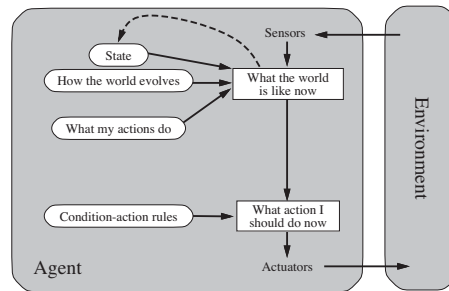 Sensors
State
How the world evolves
What the world
is like now
What my actions do
Environment
Condition-action rules
What action I
should do now
Agent
Actuators